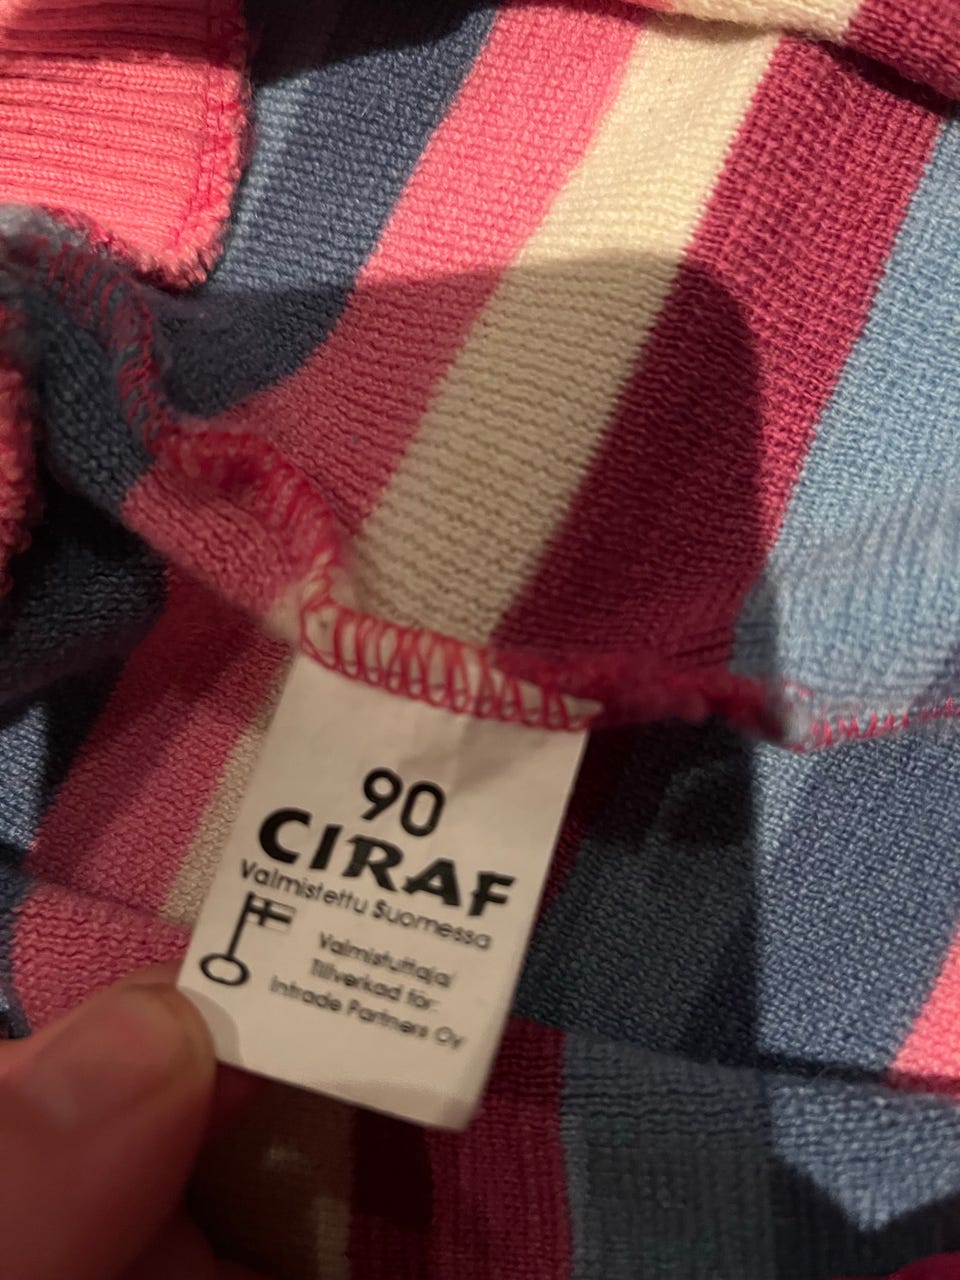 90
CIRAF
Valmistettu Suomessa
Valmistuttaja/
Tillverkad för:
Intrade Partners Oy